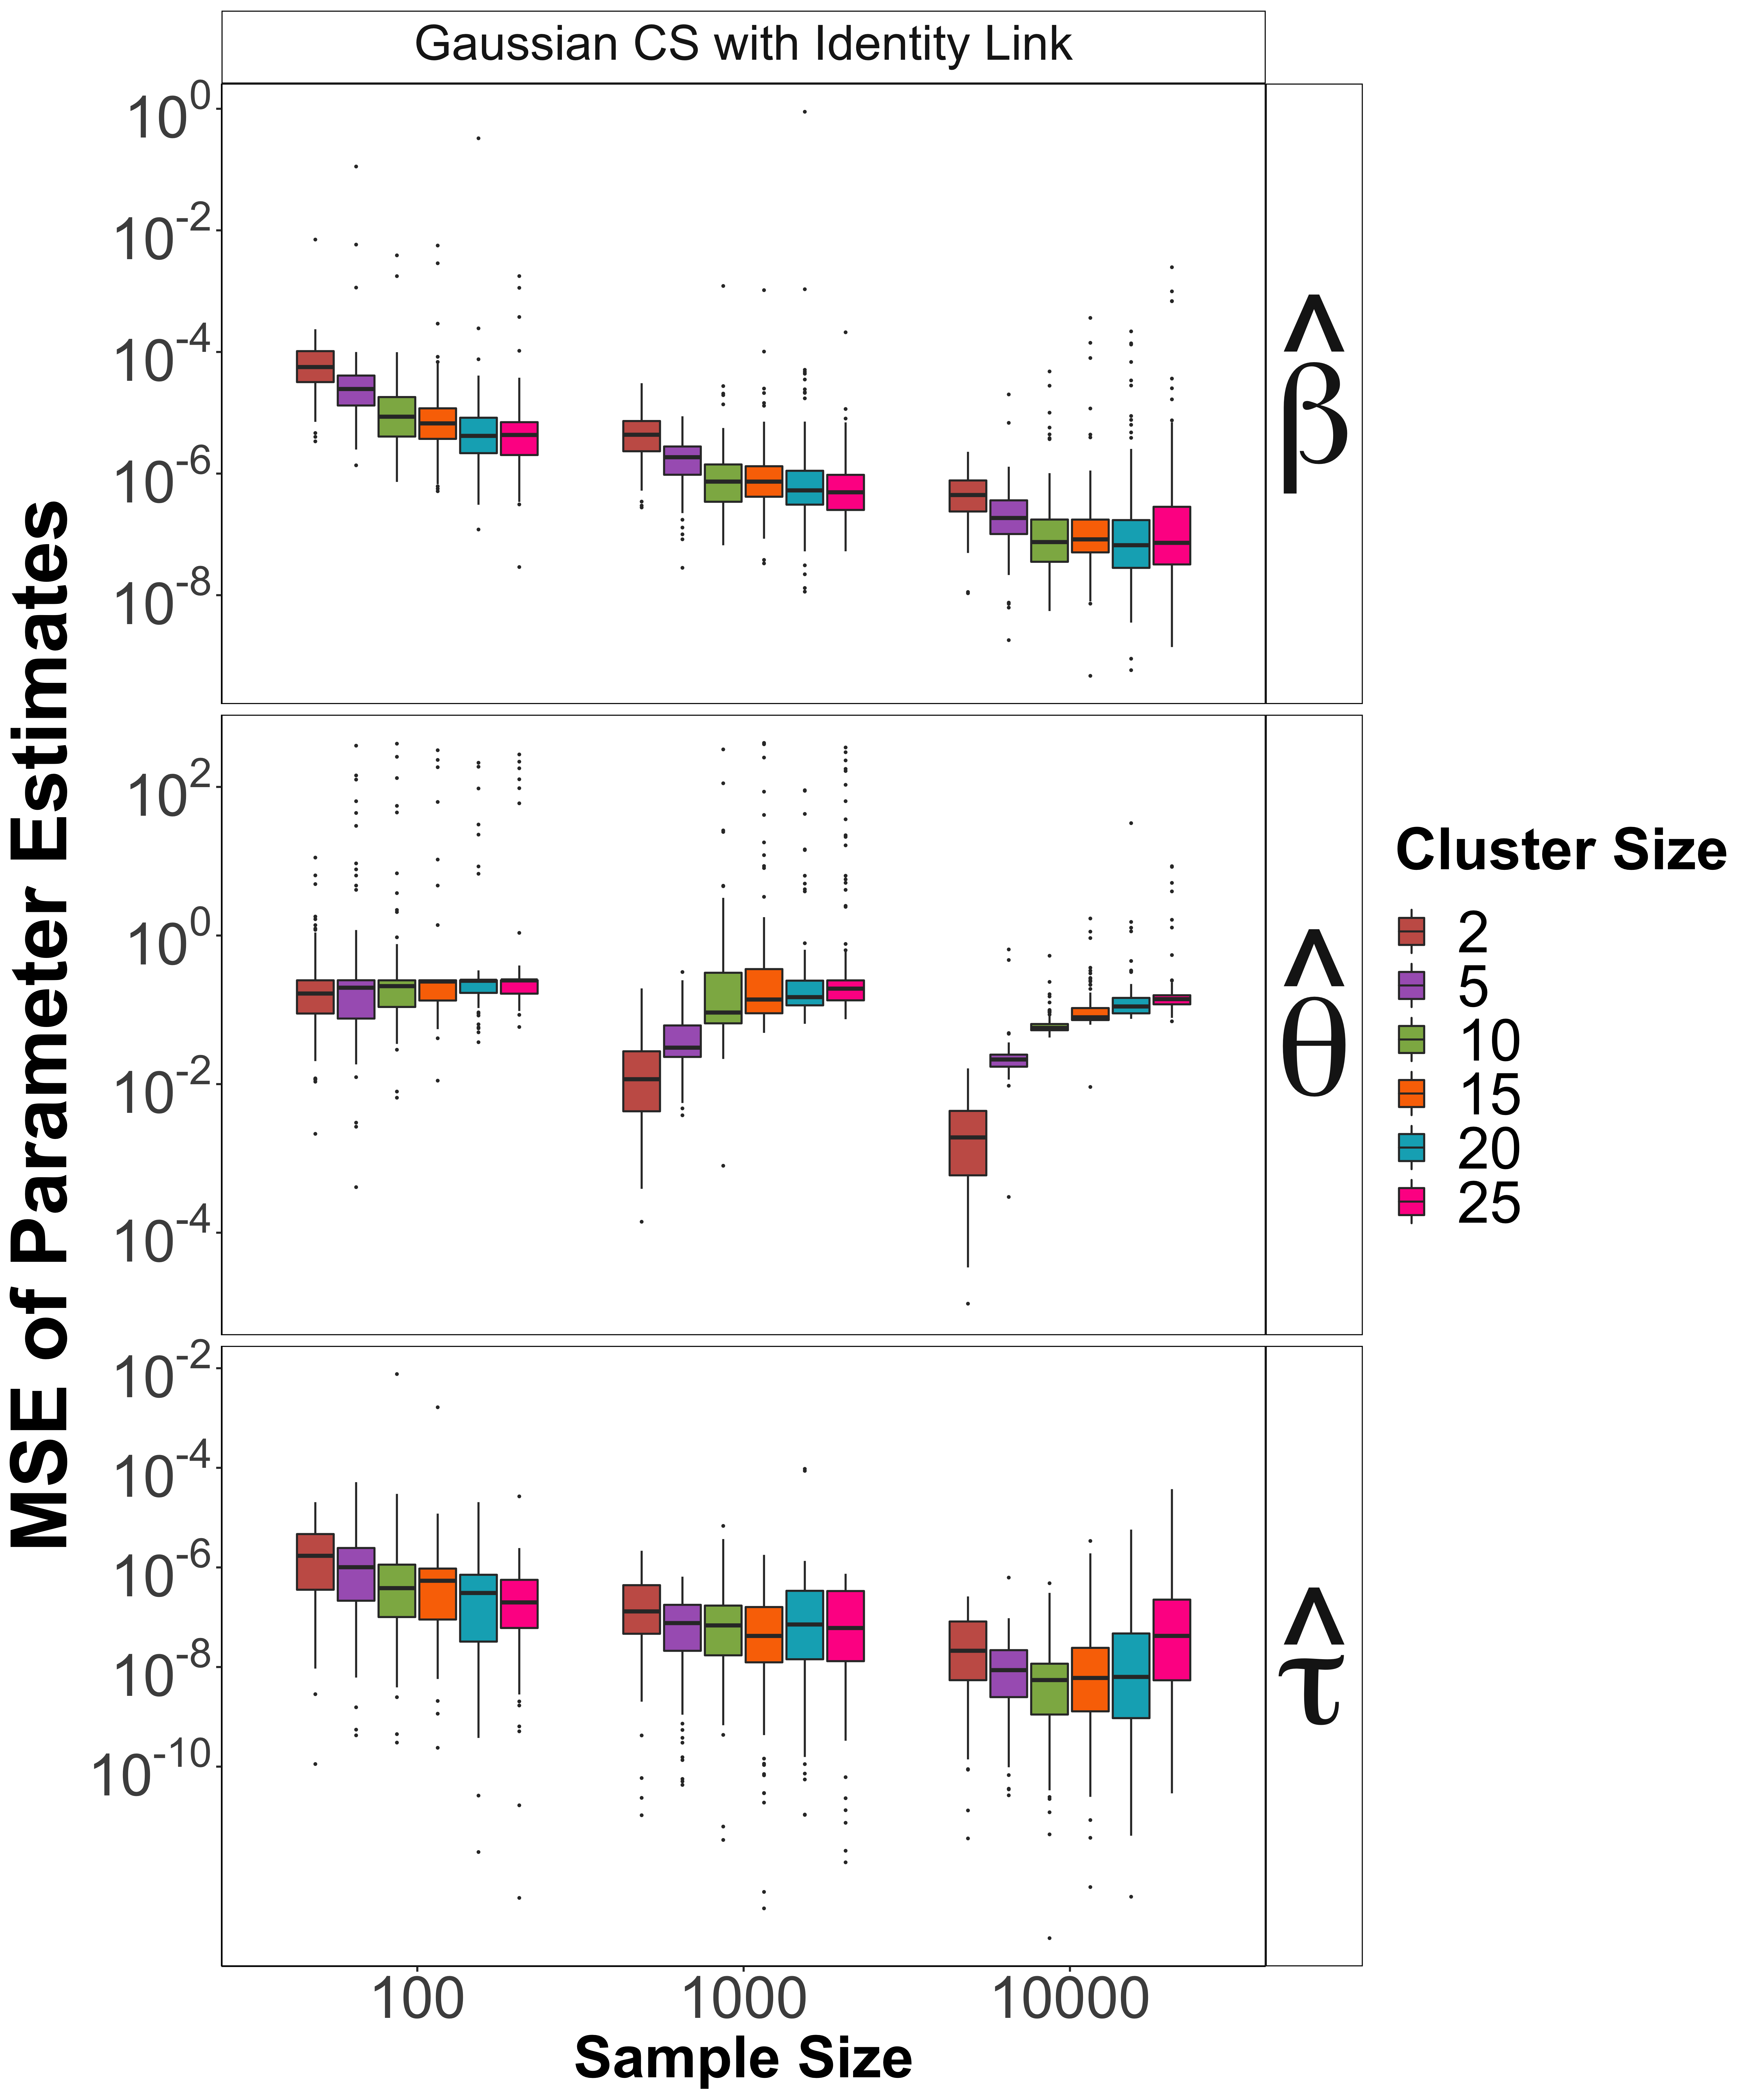 Gaussian CS with Identity Link
10^0
10^-2
10^-4
10^-6
10^-8
β̂
10^2
10^0
10^-2
10^-4
θ̂
10^-2
10^-4
10^-6
10^-8
10^-10
τ̂
100 1000 10000
Sample Size
MSE of Parameter Estimates
Cluster Size
2
5
10
15
20
25